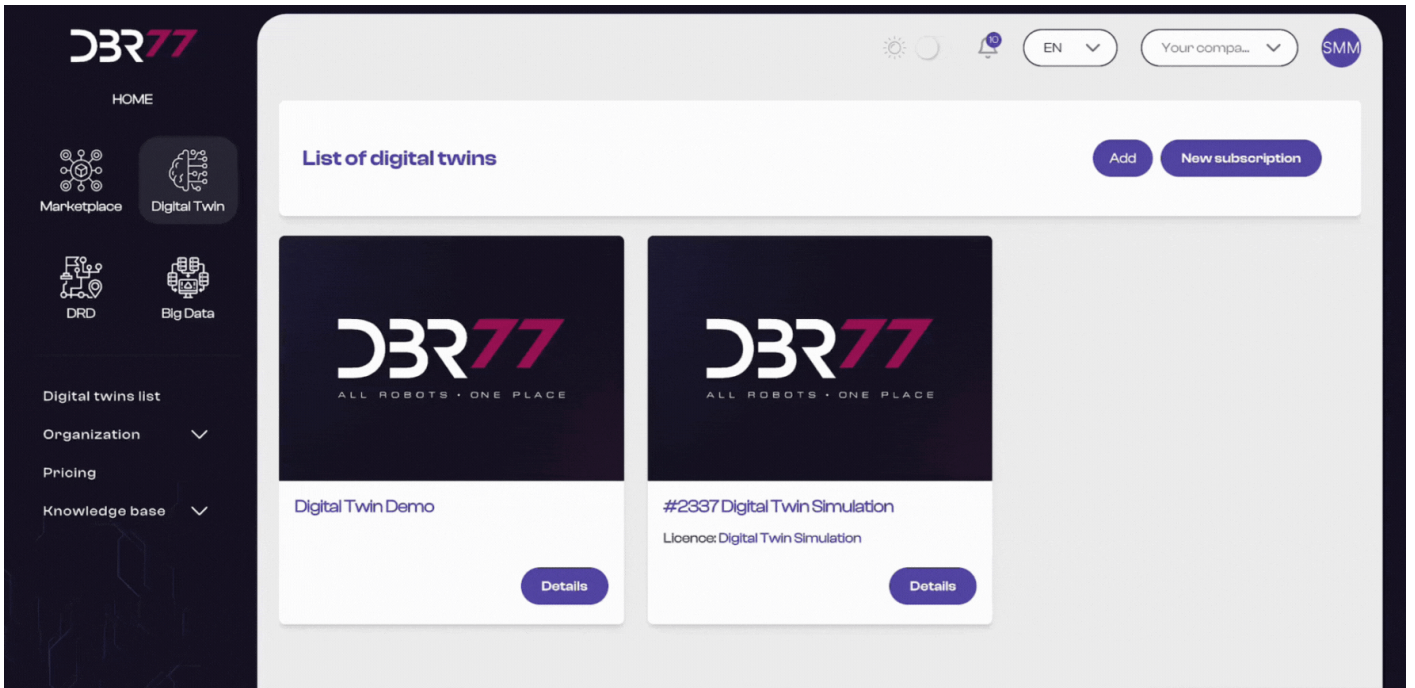 DBR77
HOME
Marketplace
Digital Twin
DRD
Big Data
Digital twins list
Organization
Pricing
Knowledge base
10
EN
Your compa...
SMM
List of digital twins
Add
New subscription
DBR77
ALL ROBOTS · ONE PLACE
Digital Twin Demo
Details
DBR77
ALL ROBOTS · ONE PLACE
#2337 Digital Twin Simulation
Licence: Digital Twin Simulation
Details